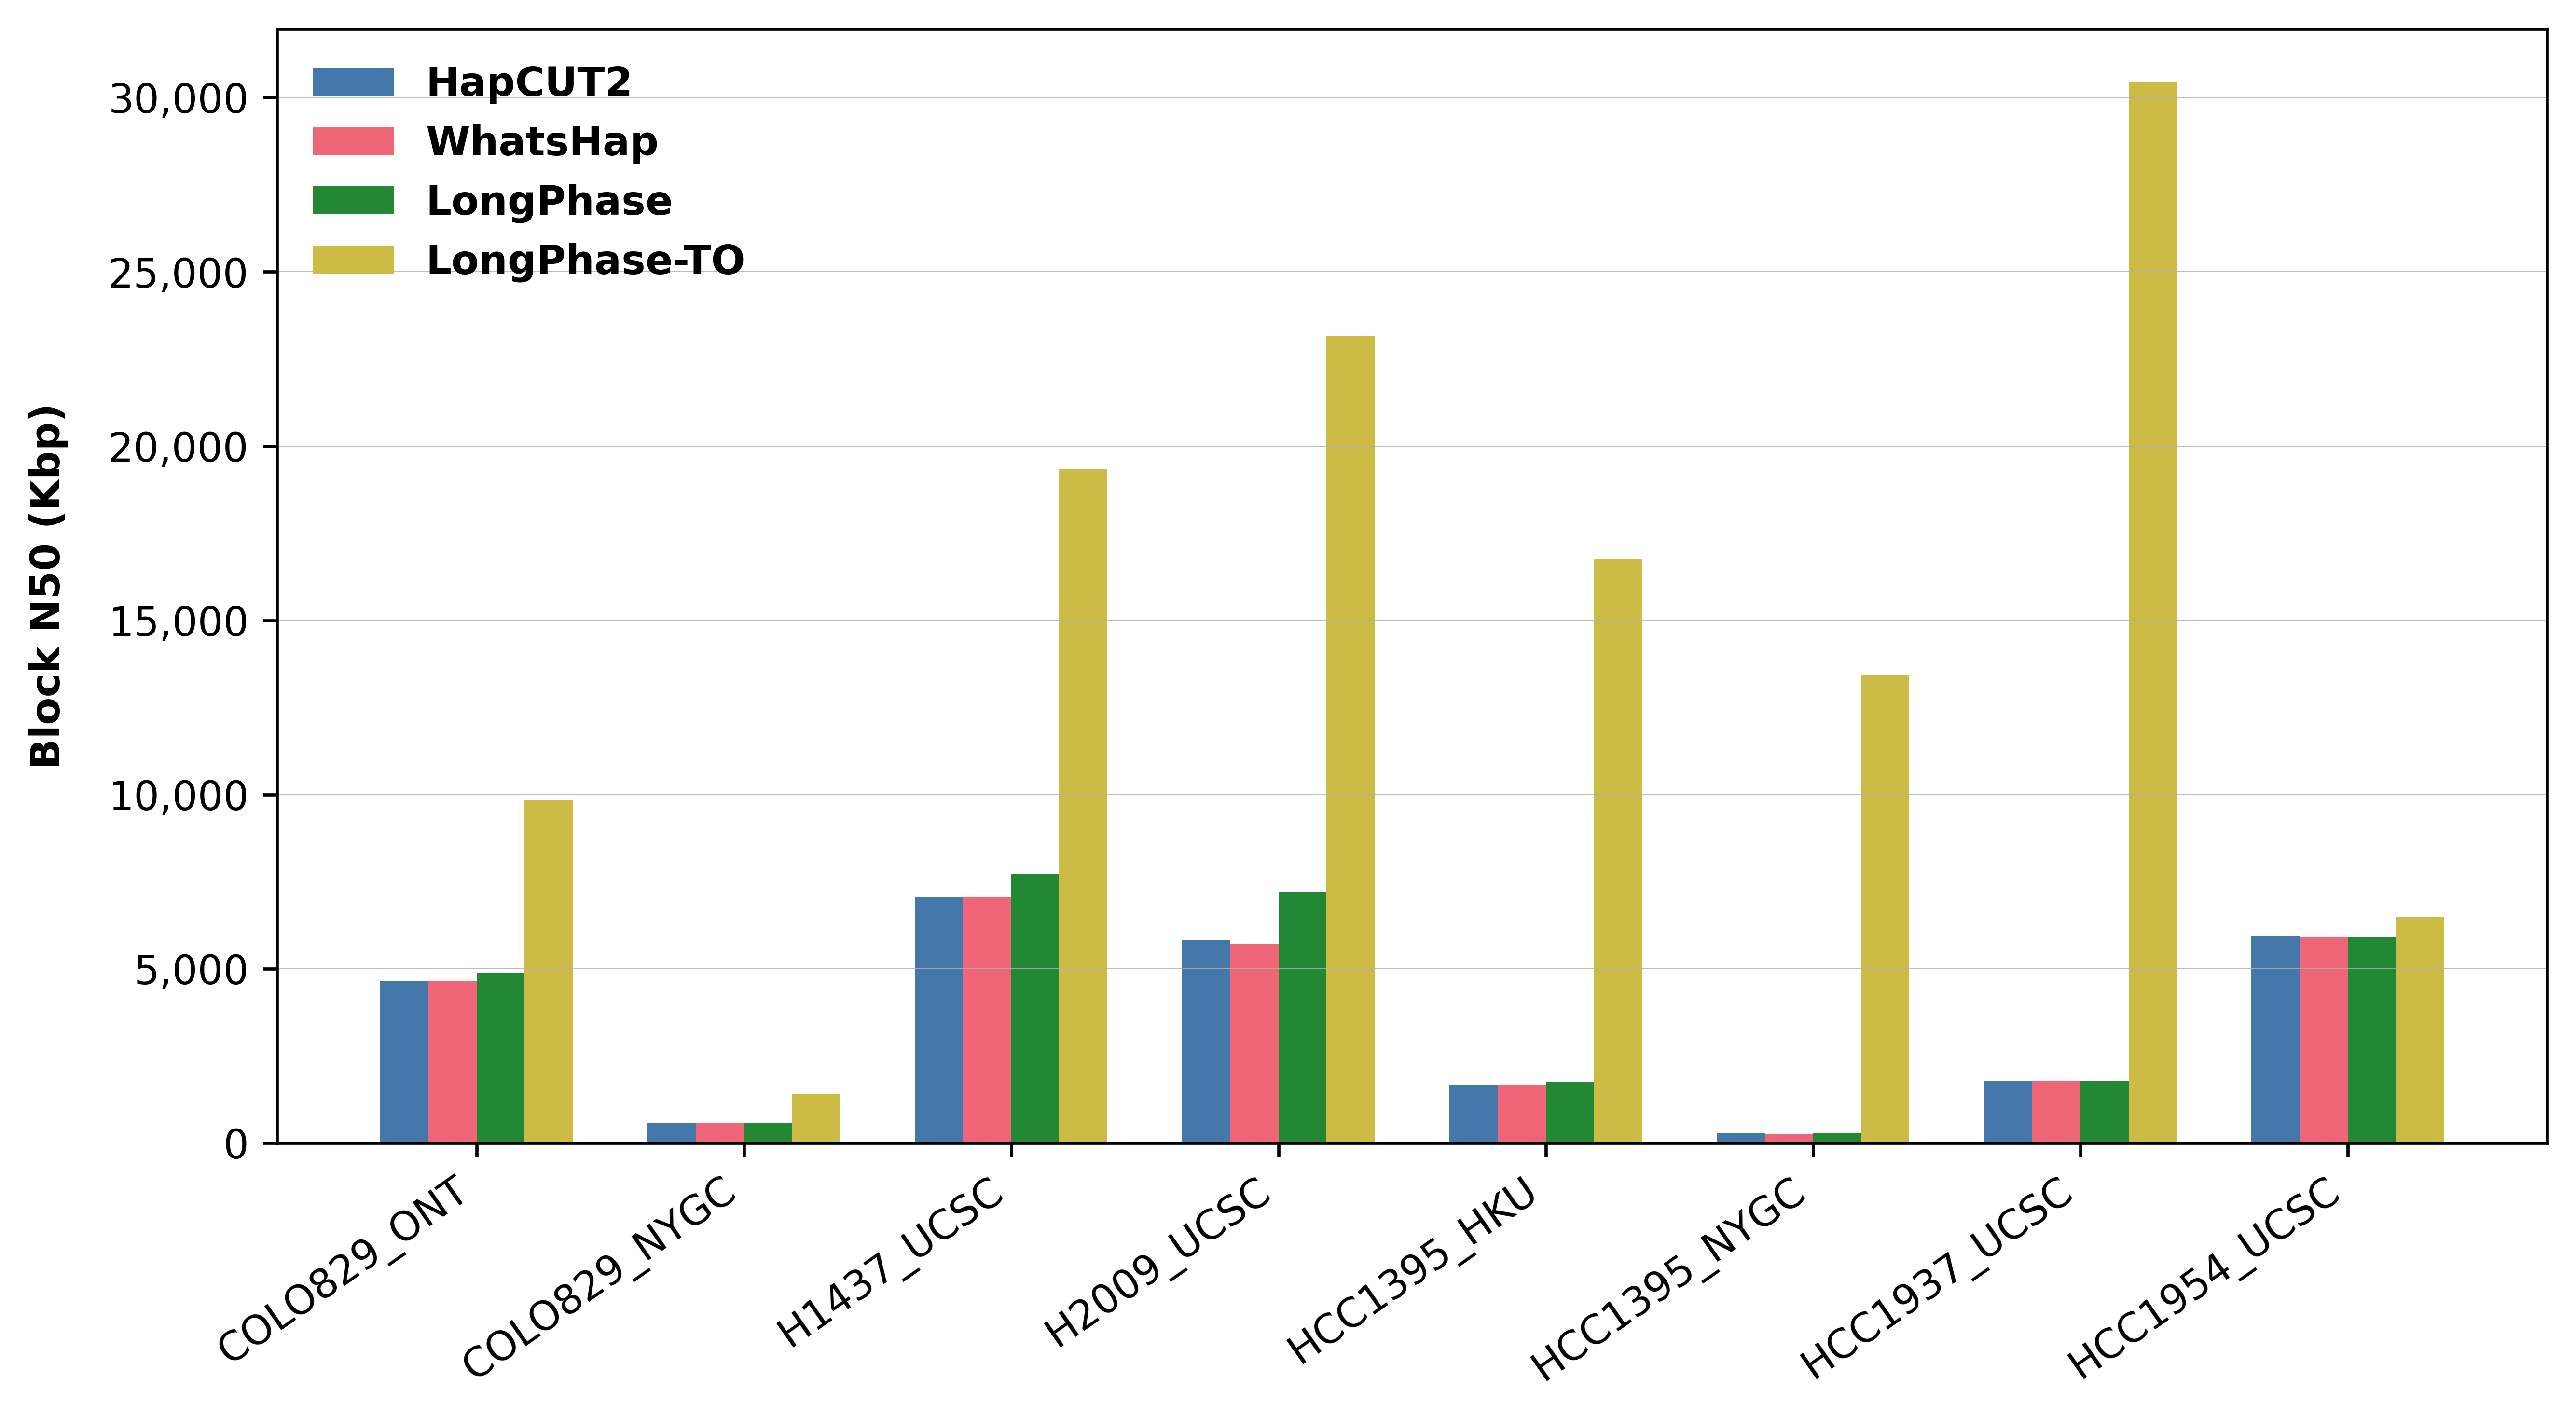 HapCUT2
WhatsHap
LongPhase
LongPhase-TO
Block N50 (Kbp)
30,000
25,000
20,000
15,000
10,000
5,000
0
COLO829_ONT
COLO829_NYGC
H1437_UCSC
H2009_UCSC
HCC1395_HKU
HCC1395_NYGC
HCC1937_UCSC
HCC1954_UCSC